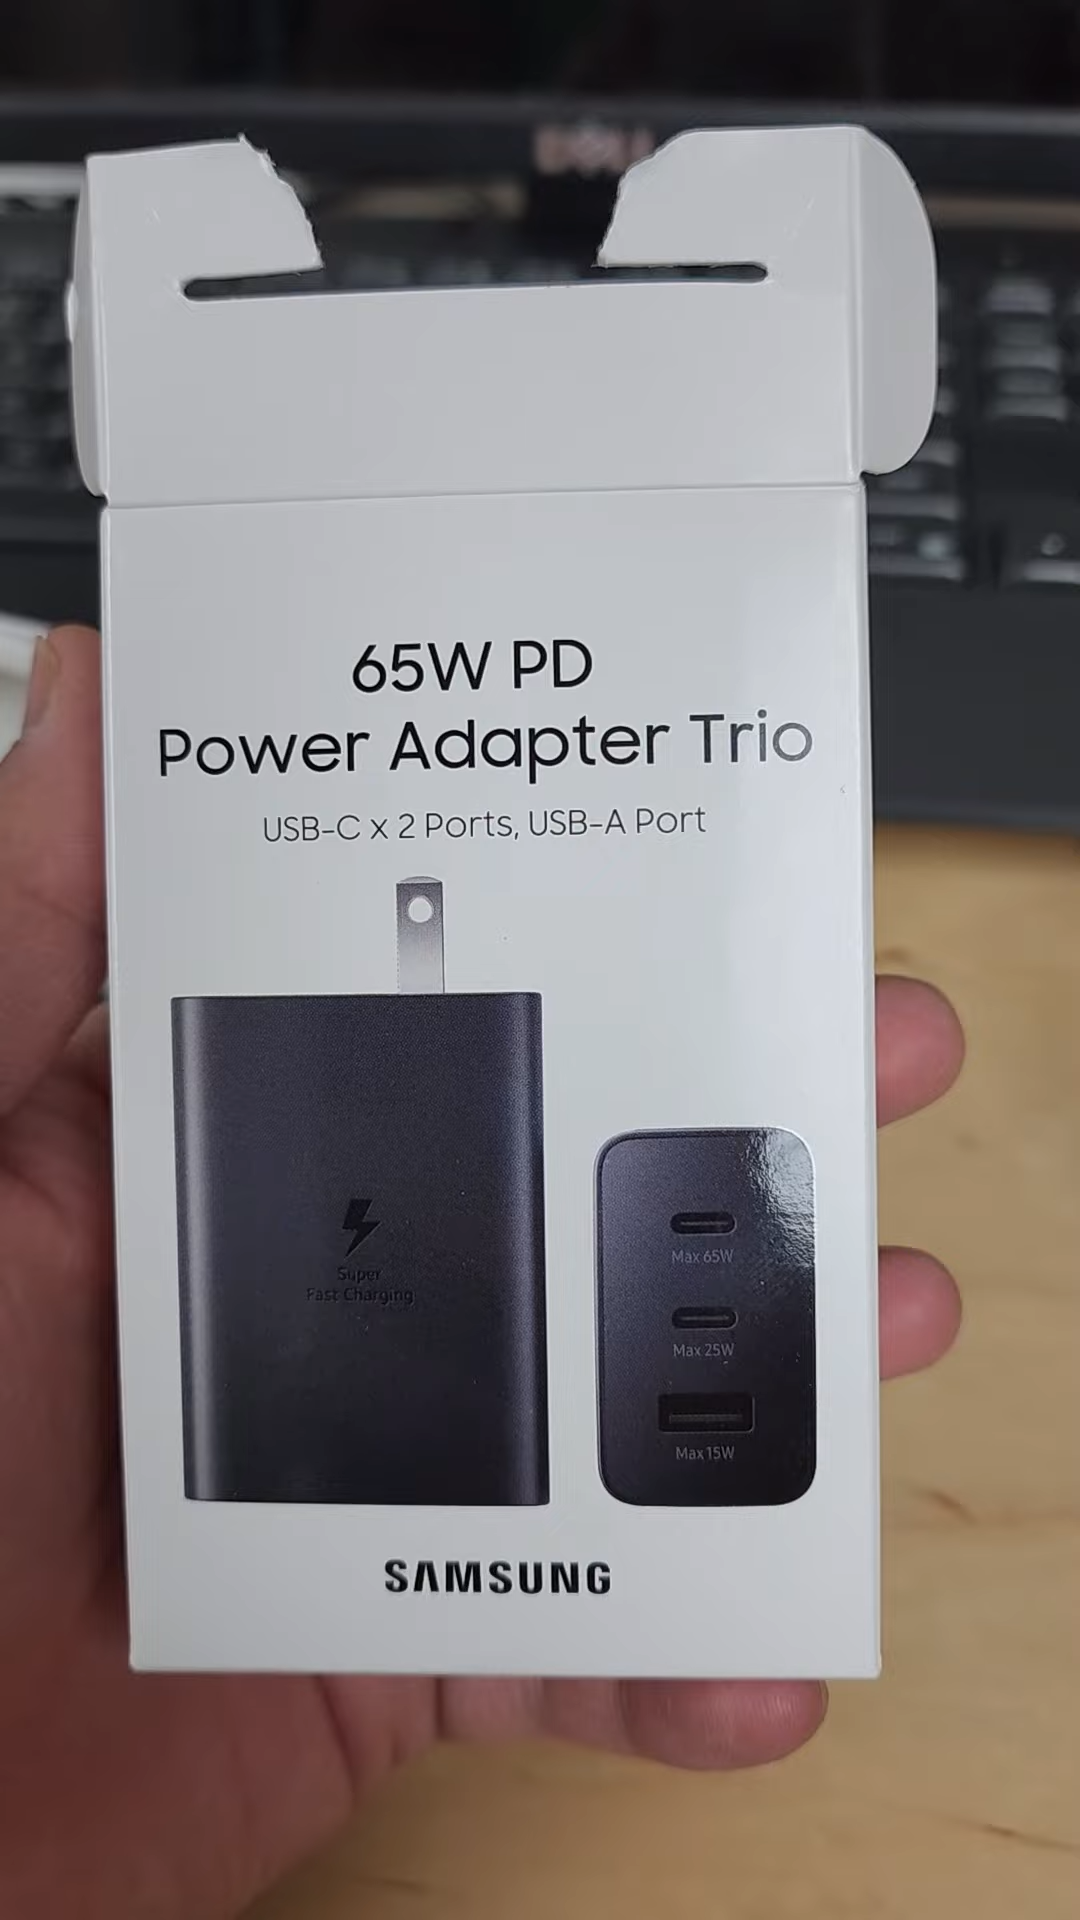 DELL
65W PD
Power Adapter Trio
USB-C x 2 Ports, USB-A Port
Super
Fast Charging
Max 65W
Max 25W
Max 15W
SAMSUNG